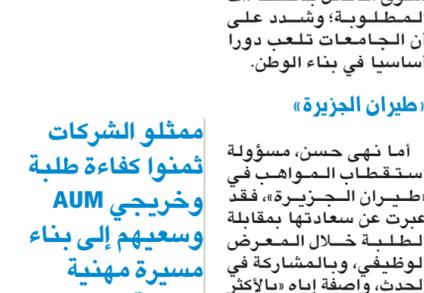 المطلوبة؛ وشدد على
أن الجامعات تلعب دورا
أساسيا في بناء الوطن.
«طيران الجزيرة»
أما نهى حسن، مسؤولة
استقطاب المواهب في
«طيران الجزيرة»، فقد
عبرت عن سعادتها بمقابلة
الطلبة خلال المعرض
الوظيفي، وبالمشاركة في
الحدث، واصفة إياه «بالأكثر
ممثلو الشركات
ثمنوا كفاءة طلبة
وخريجي AUM
وسعيهم إلى بناء
مسيرة مهنية